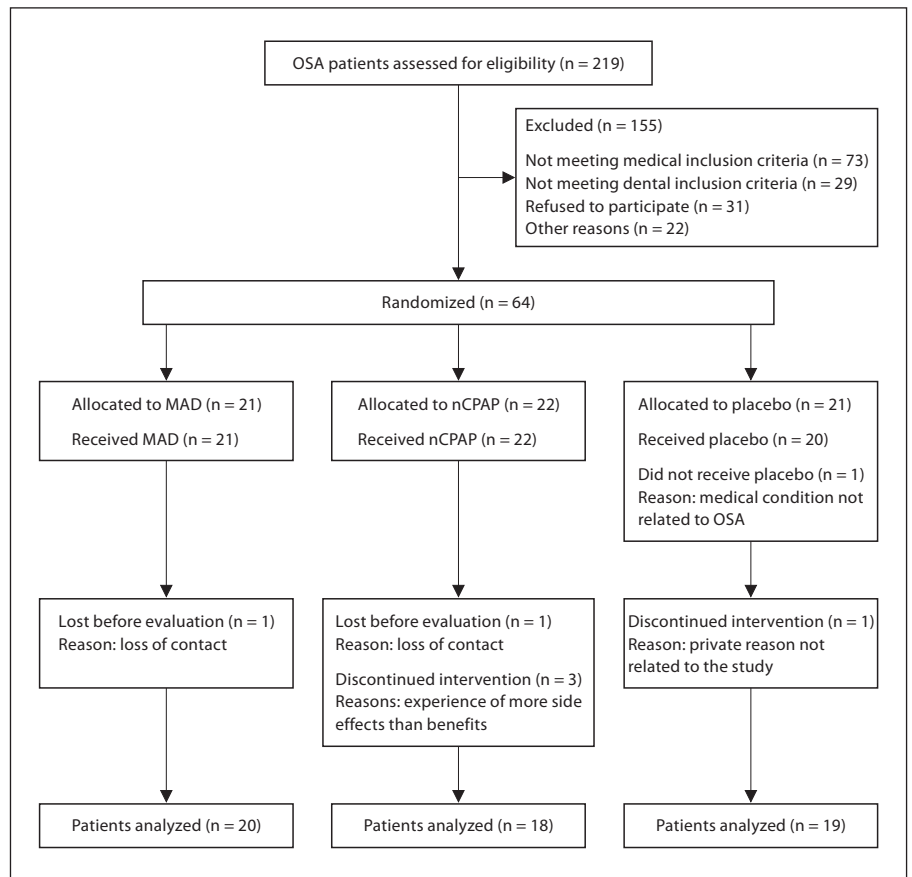 OSA patients assessed for eligibility (n = 219)
Excluded (n = 155)
Not meeting medical inclusion criteria (n = 73)
Not meeting dental inclusion criteria (n = 29)
Refused to participate (n = 31)
Other reasons (n = 22)
Randomized (n = 64)
Allocated to MAD (n = 21)
Received MAD (n = 21)
Allocated to nCPAP (n = 22)
Received nCPAP (n = 22)
Allocated to placebo (n = 21)
Received placebo (n = 20)
Did not receive placebo (n = 1)
Reason: medical condition not
related to OSA
Lost before evaluation (n = 1)
Reason: loss of contact
Lost before evaluation (n = 1)
Reason: loss of contact
Discontinued intervention (n = 3)
Reasons: experience of more side
effects than benefits
Discontinued intervention (n = 1)
Reason: private reason not
related to the study
Patients analyzed (n = 20)
Patients analyzed (n = 18)
Patients analyzed (n = 19)